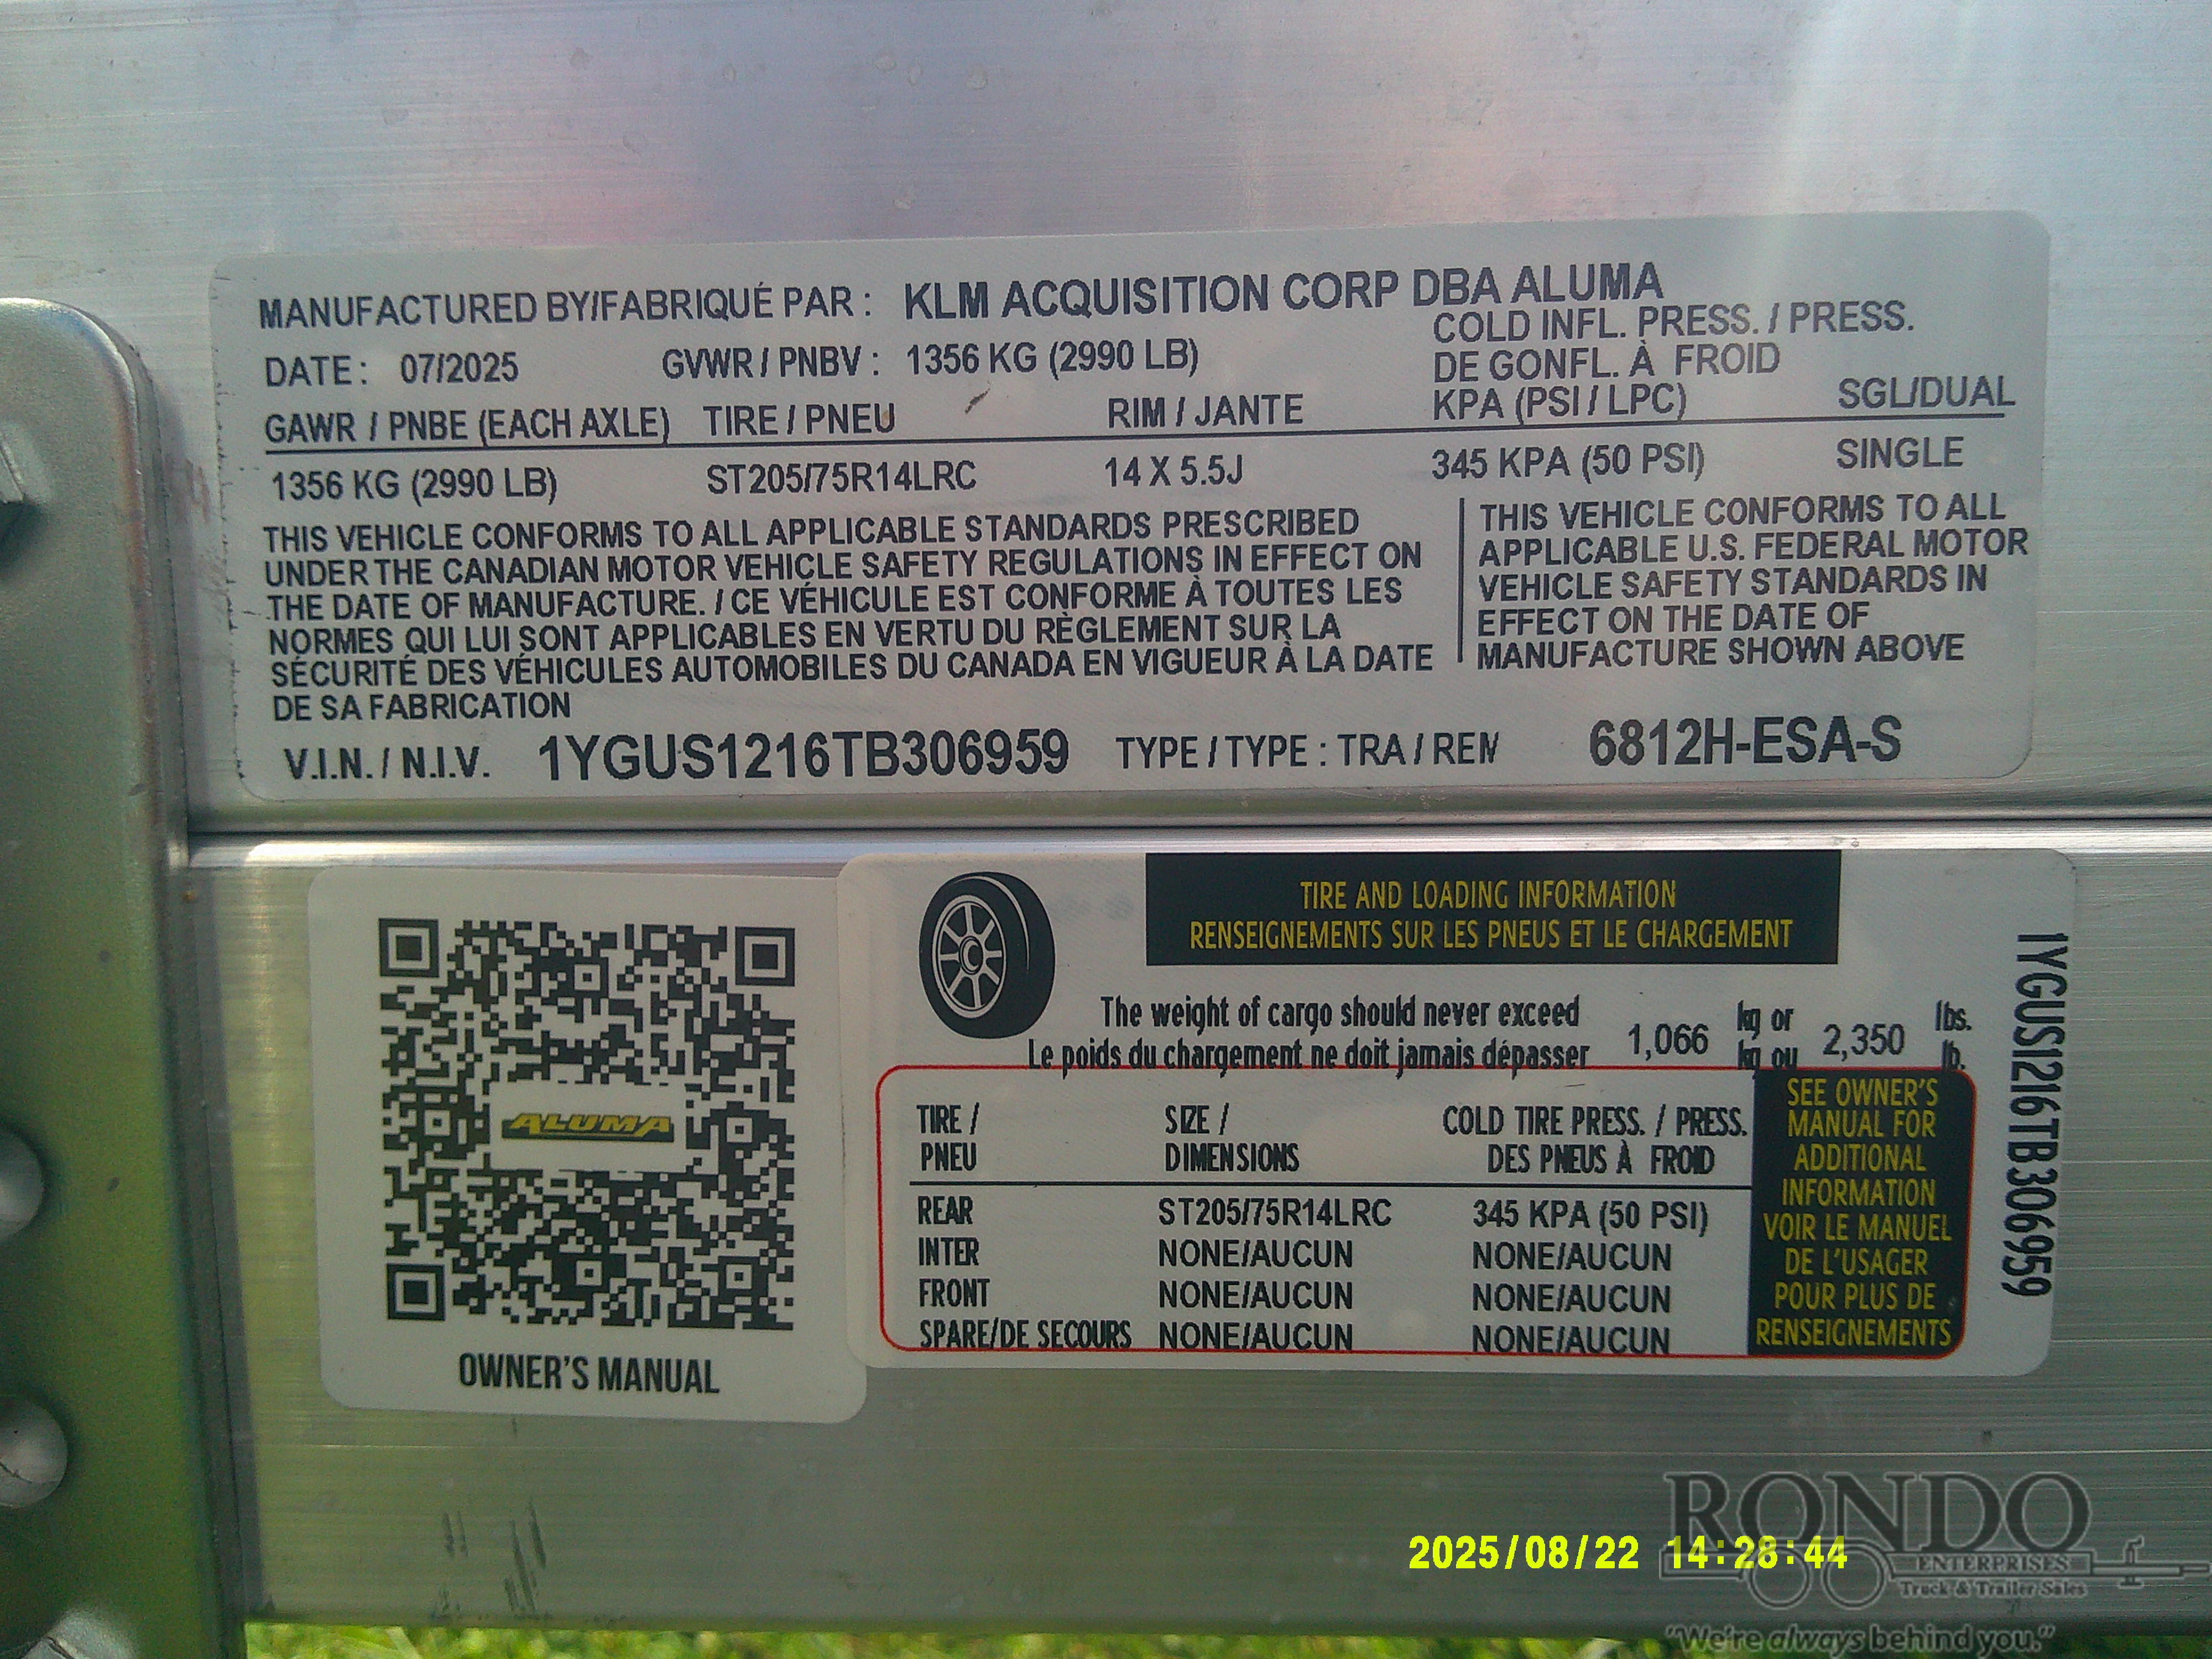 MANUFACTURED BY/FABRIQUÉ PAR : KLM ACQUISITION CORP DBA ALUMA
DATE : 07/2025 GVWR / PNBV : 1356 KG (2990 LB)
COLD INFL. PRESS. / PRESS.
DE GONFL. À FROID
KPA (PSI / LPC)
GAWR / PNBE (EACH AXLE) TIRE / PNEU RIM / JANTE SGL/DUAL
1356 KG (2990 LB) ST205/75R14LRC 14 X 5.5J 345 KPA (50 PSI) SINGLE
THIS VEHICLE CONFORMS TO ALL APPLICABLE STANDARDS PRESCRIBED
UNDER THE CANADIAN MOTOR VEHICLE SAFETY REGULATIONS IN EFFECT ON
THE DATE OF MANUFACTURE. / CE VÉHICULE EST CONFORME À TOUTES LES
NORMES QUI LUI SONT APPLICABLES EN VERTU DU RÈGLEMENT SUR LA
SÉCURITÉ DES VÉHICULES AUTOMOBILES DU CANADA EN VIGUEUR À LA DATE
DE SA FABRICATION
THIS VEHICLE CONFORMS TO ALL
APPLICABLE U.S. FEDERAL MOTOR
VEHICLE SAFETY STANDARDS IN
EFFECT ON THE DATE OF
MANUFACTURE SHOWN ABOVE
V.I.N. / N.I.V. 1YGUS1216TB306959 TYPE / TYPE : TRA / REM 6812H-ESA-S
ALUMA
OWNER'S MANUAL
TIRE AND LOADING INFORMATION
RENSEIGNEMENTS SUR LES PNEUS ET LE CHARGEMENT
The weight of cargo should never exceed
Le poids du chargement ne doit jamais dépasser
1,066 kg or
kg ou
2,350 lbs.
lb.
TIRE / SIZE / COLD TIRE PRESS. / PRESS.
PNEU DIMENSIONS DES PNEUS À FROID
REAR ST205/75R14LRC 345 KPA (50 PSI)
INTER NONE/AUCUN NONE/AUCUN
FRONT NONE/AUCUN NONE/AUCUN
SPARE/DE SECOURS NONE/AUCUN NONE/AUCUN
SEE OWNER'S
MANUAL FOR
ADDITIONAL
INFORMATION
VOIR LE MANUEL
DE L'USAGER
POUR PLUS DE
RENSEIGNEMENTS
1YGUS1216TB306959
2025/08/22 14:28:44
RONDO
ENTERPRISES
Truck & Trailer Sales
"We're always behind you."